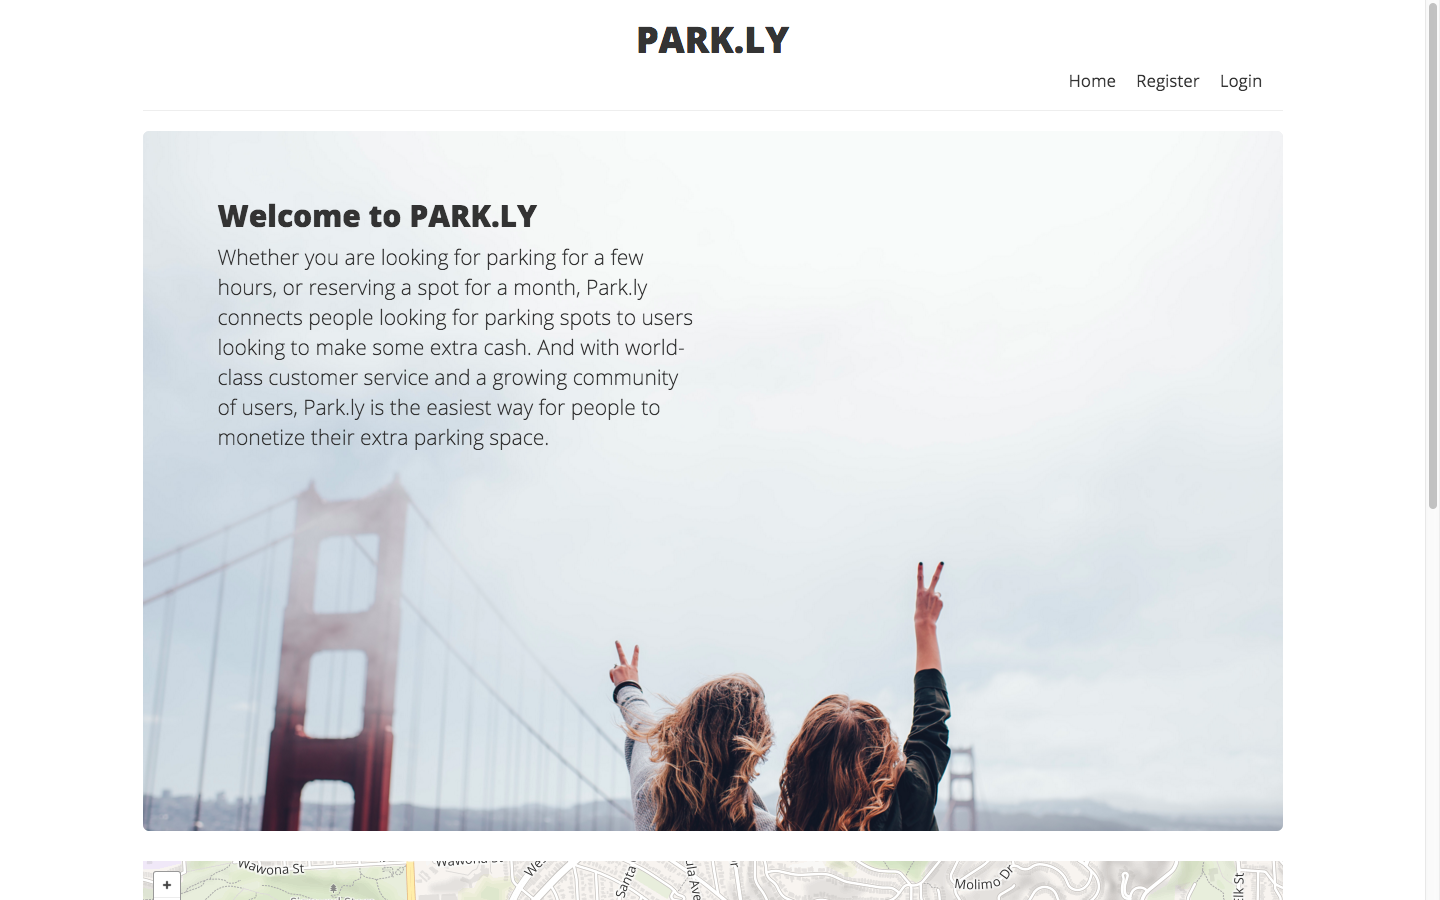 PARK.LY
Home Register Login
Welcome to PARK.LY
Whether you are looking for parking for a few
hours, or reserving a spot for a month, Park.ly
connects people looking for parking spots to users
looking to make some extra cash. And with world-
class customer service and a growing community
of users, Park.ly is the easiest way for people to
monetize their extra parking space.
+
Wawona St
Santa
Molimo Dr
Elk St